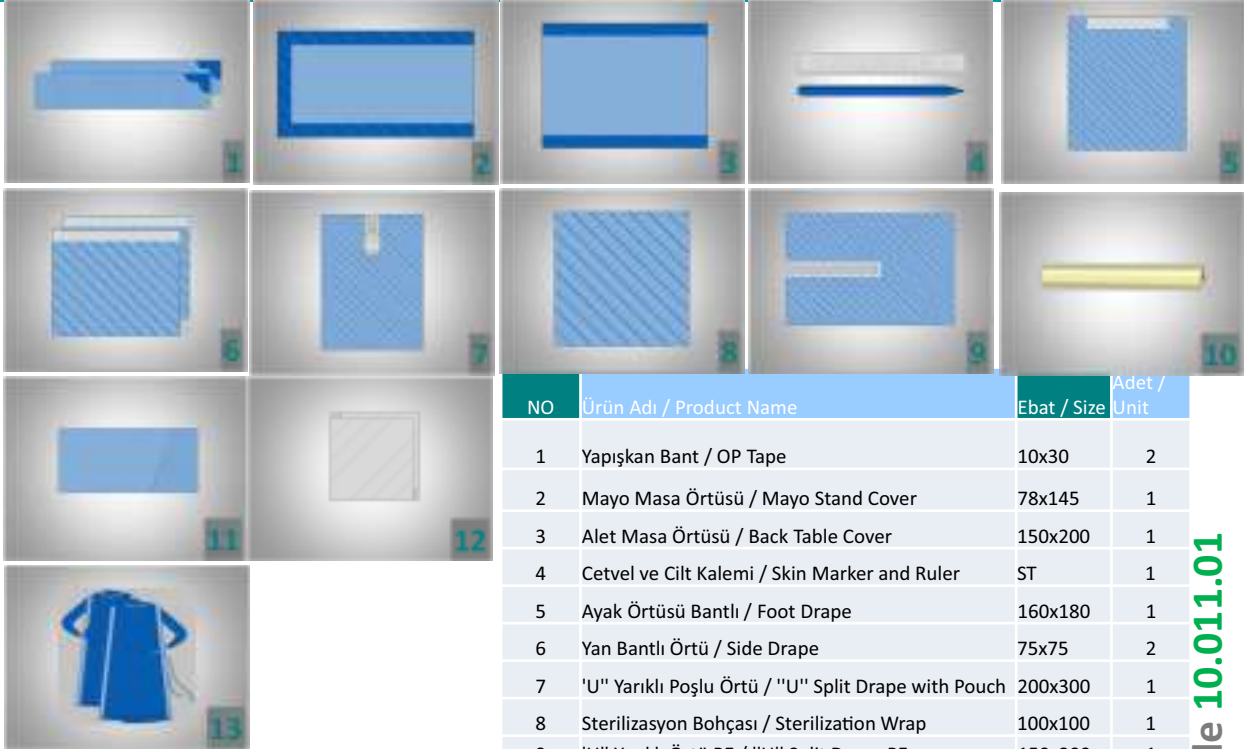 1
2
3
4
5
6
7
8
9
10
11
12
13
NO Ürün Adı / Product Name Ebat / Size Adet / Unit
1 Yapışkan Bant / OP Tape 10x30 2
2 Mayo Masa Örtüsü / Mayo Stand Cover 78x145 1
3 Alet Masa Örtüsü / Back Table Cover 150x200 1
4 Cetvel ve Cilt Kalemi / Skin Marker and Ruler ST 1
5 Ayak Örtüsü Bantlı / Foot Drape 160x180 1
6 Yan Bantlı Örtü / Side Drape 75x75 2
7 'U'' Yarıklı Poşlu Örtü / ''U'' Split Drape with Pouch 200x300 1
8 Sterilizasyon Bohçası / Sterilization Wrap 100x100 1
10.011.01